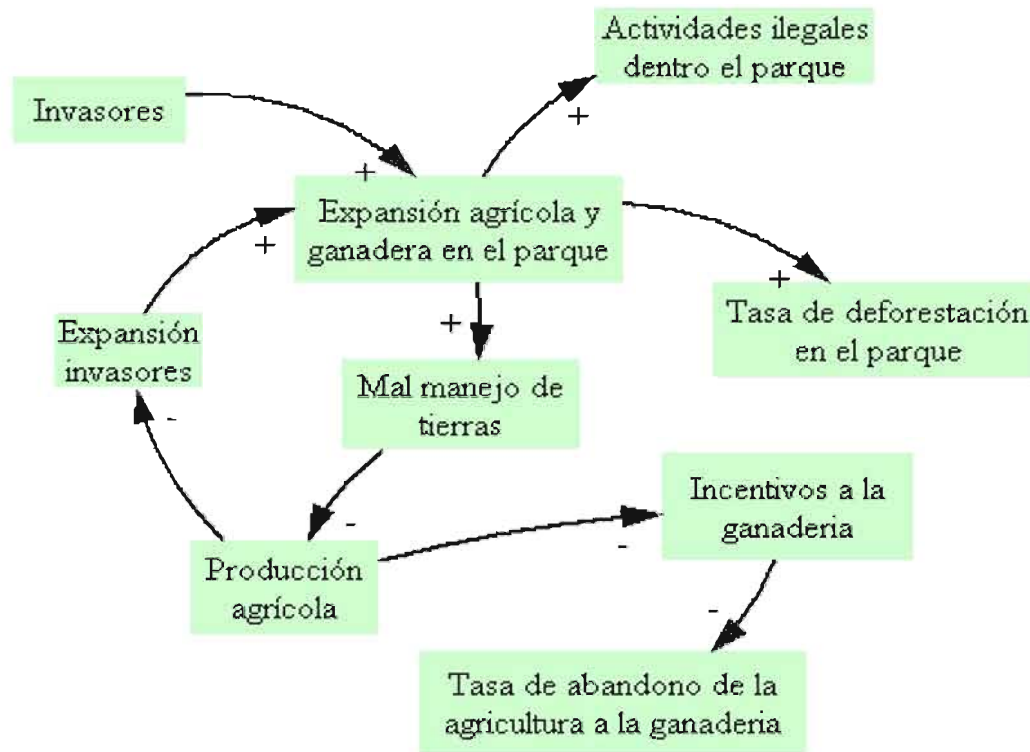 Actividades ilegales
dentro el parque
Invasores
+
+
Expansión agrícola y
ganadera en el parque
+
+
+
Tasa de deforestación
en el parque
Expansión
invasores
Mal manejo de
tierras
-
Incentivos a la
ganaderia
-
-
Producción
agrícola
-
Tasa de abandono de la
agricultura a la ganaderia